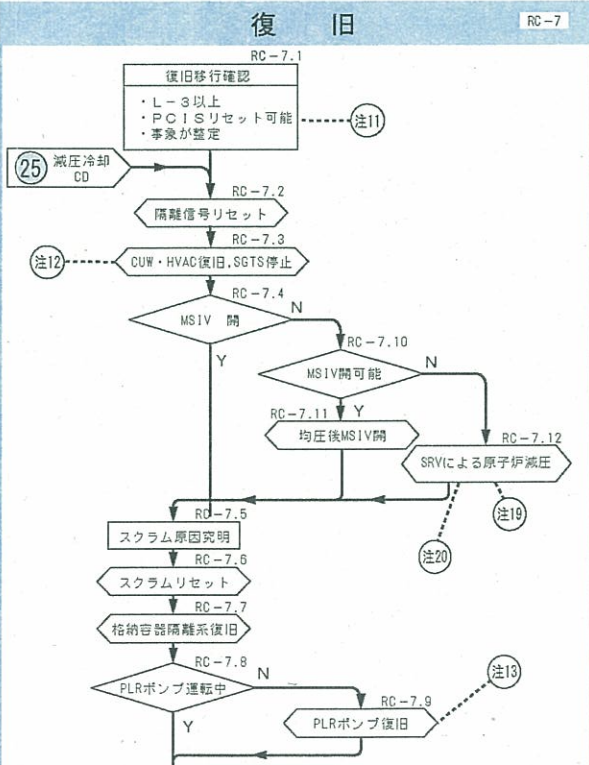 復旧
RC-7
RC-7.1
復旧移行確認
・L-3以上
・PCISリセット可能
・事象が整定
注11
25 減圧冷却
CD
RC-7.2
隔離信号リセット
RC-7.3
注12
CUW・HVAC復旧,SGTS停止
RC-7.4
MSIV 開
N
Y
RC-7.10
MSIV開可能
N
Y
RC-7.11
均圧後MSIV開
RC-7.12
SRVによる原子炉減圧
注19
注20
RC-7.5
スクラム原因究明
RC-7.6
スクラムリセット
RC-7.7
格納容器隔離系復旧
RC-7.8
PLRポンプ運転中
N
Y
注13
RC-7.9
PLRポンプ復旧